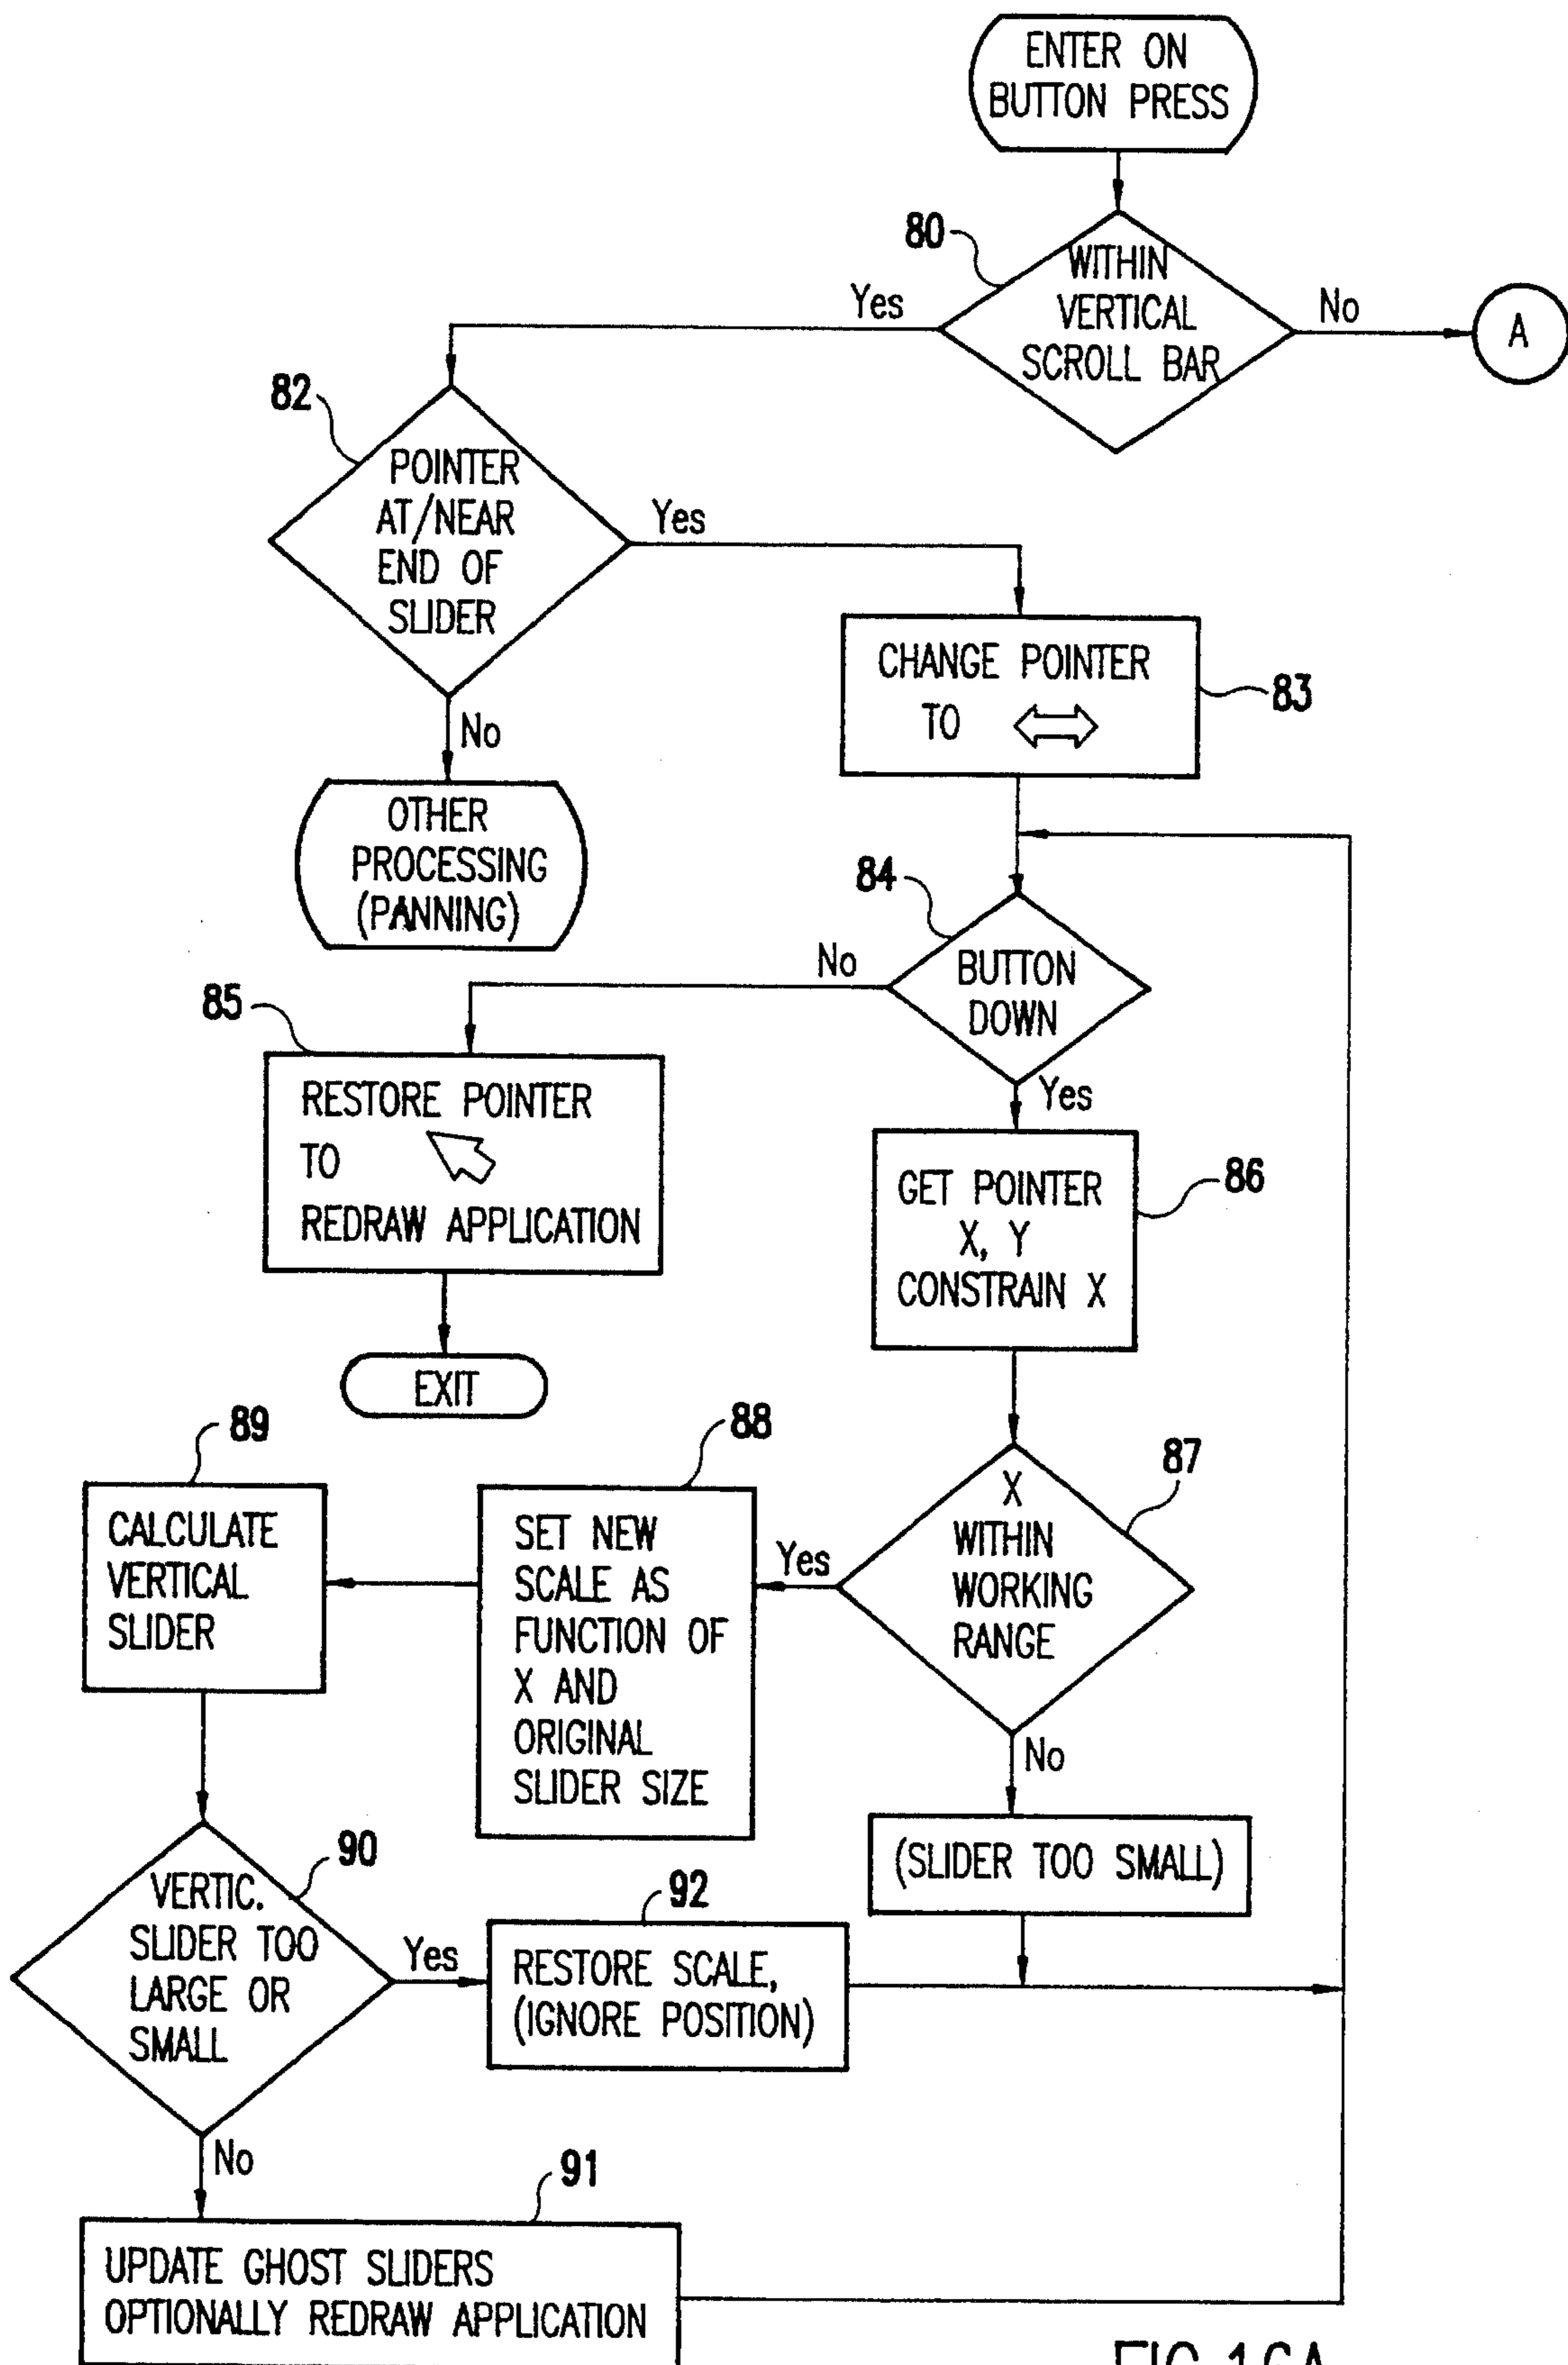 ENTER ON
BUTTON PRESS
80
WITHIN
VERTICAL
SCROLL BAR
Yes
No
A
82
POINTER
AT/NEAR
END OF
SLIDER
Yes
No
CHANGE POINTER
TO
83
OTHER
PROCESSING
(PANNING)
84
BUTTON
DOWN
No
Yes
85
RESTORE POINTER
TO
REDRAW APPLICATION
EXIT
86
GET POINTER
X, Y
CONSTRAIN X
87
X
WITHIN
WORKING
RANGE
Yes
No
88
SET NEW
SCALE AS
FUNCTION OF
X AND
ORIGINAL
SLIDER SIZE
89
CALCULATE
VERTICAL
SLIDER
(SLIDER TOO SMALL)
90
VERTIC.
SLIDER TOO
LARGE OR
SMALL
Yes
No
92
RESTORE SCALE,
(IGNORE POSITION)
91
UPDATE GHOST SLIDERS
OPTIONALLY REDRAW APPLICATION
FIG.16A